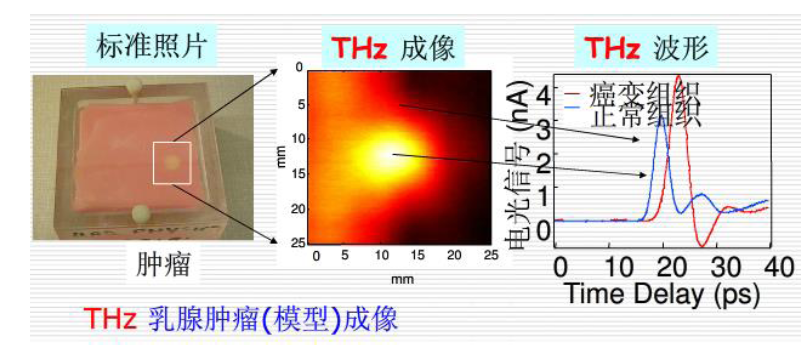 标准照片
THz 成像
THz 波形
0
5
10
15
20
25
mm
0 5 10 15 20 25
mm
电光信号 (nA)
4
3
2
1
0
癌变组织
正常组织
0 10 20 30 40
Time Delay (ps)
肿瘤
THz 乳腺肿瘤(模型)成像